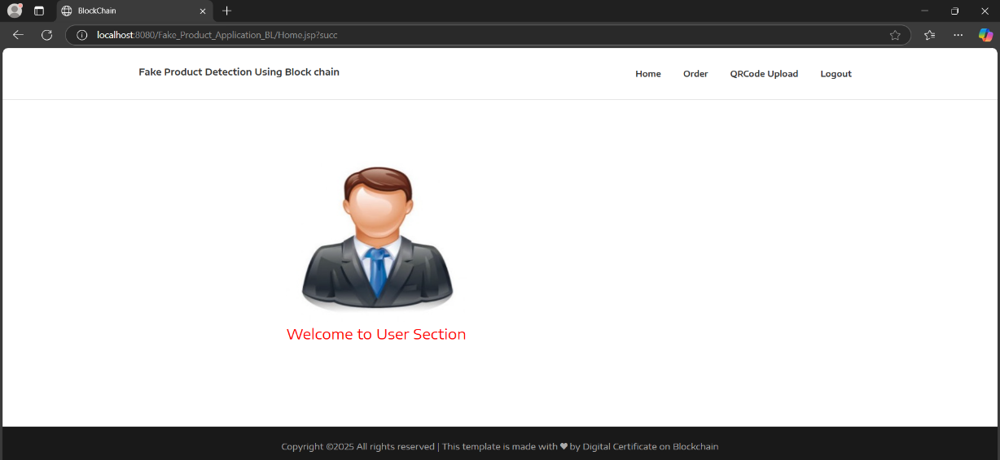 BlockChain
localhost:8080/Fake_Product_Application_BL/Home.jsp?succ
Fake Product Detection Using Block chain
Home Order QRCode Upload Logout
Welcome to User Section
Copyright ©2025 All rights reserved | This template is made with ♥ by Digital Certificate on Blockchain